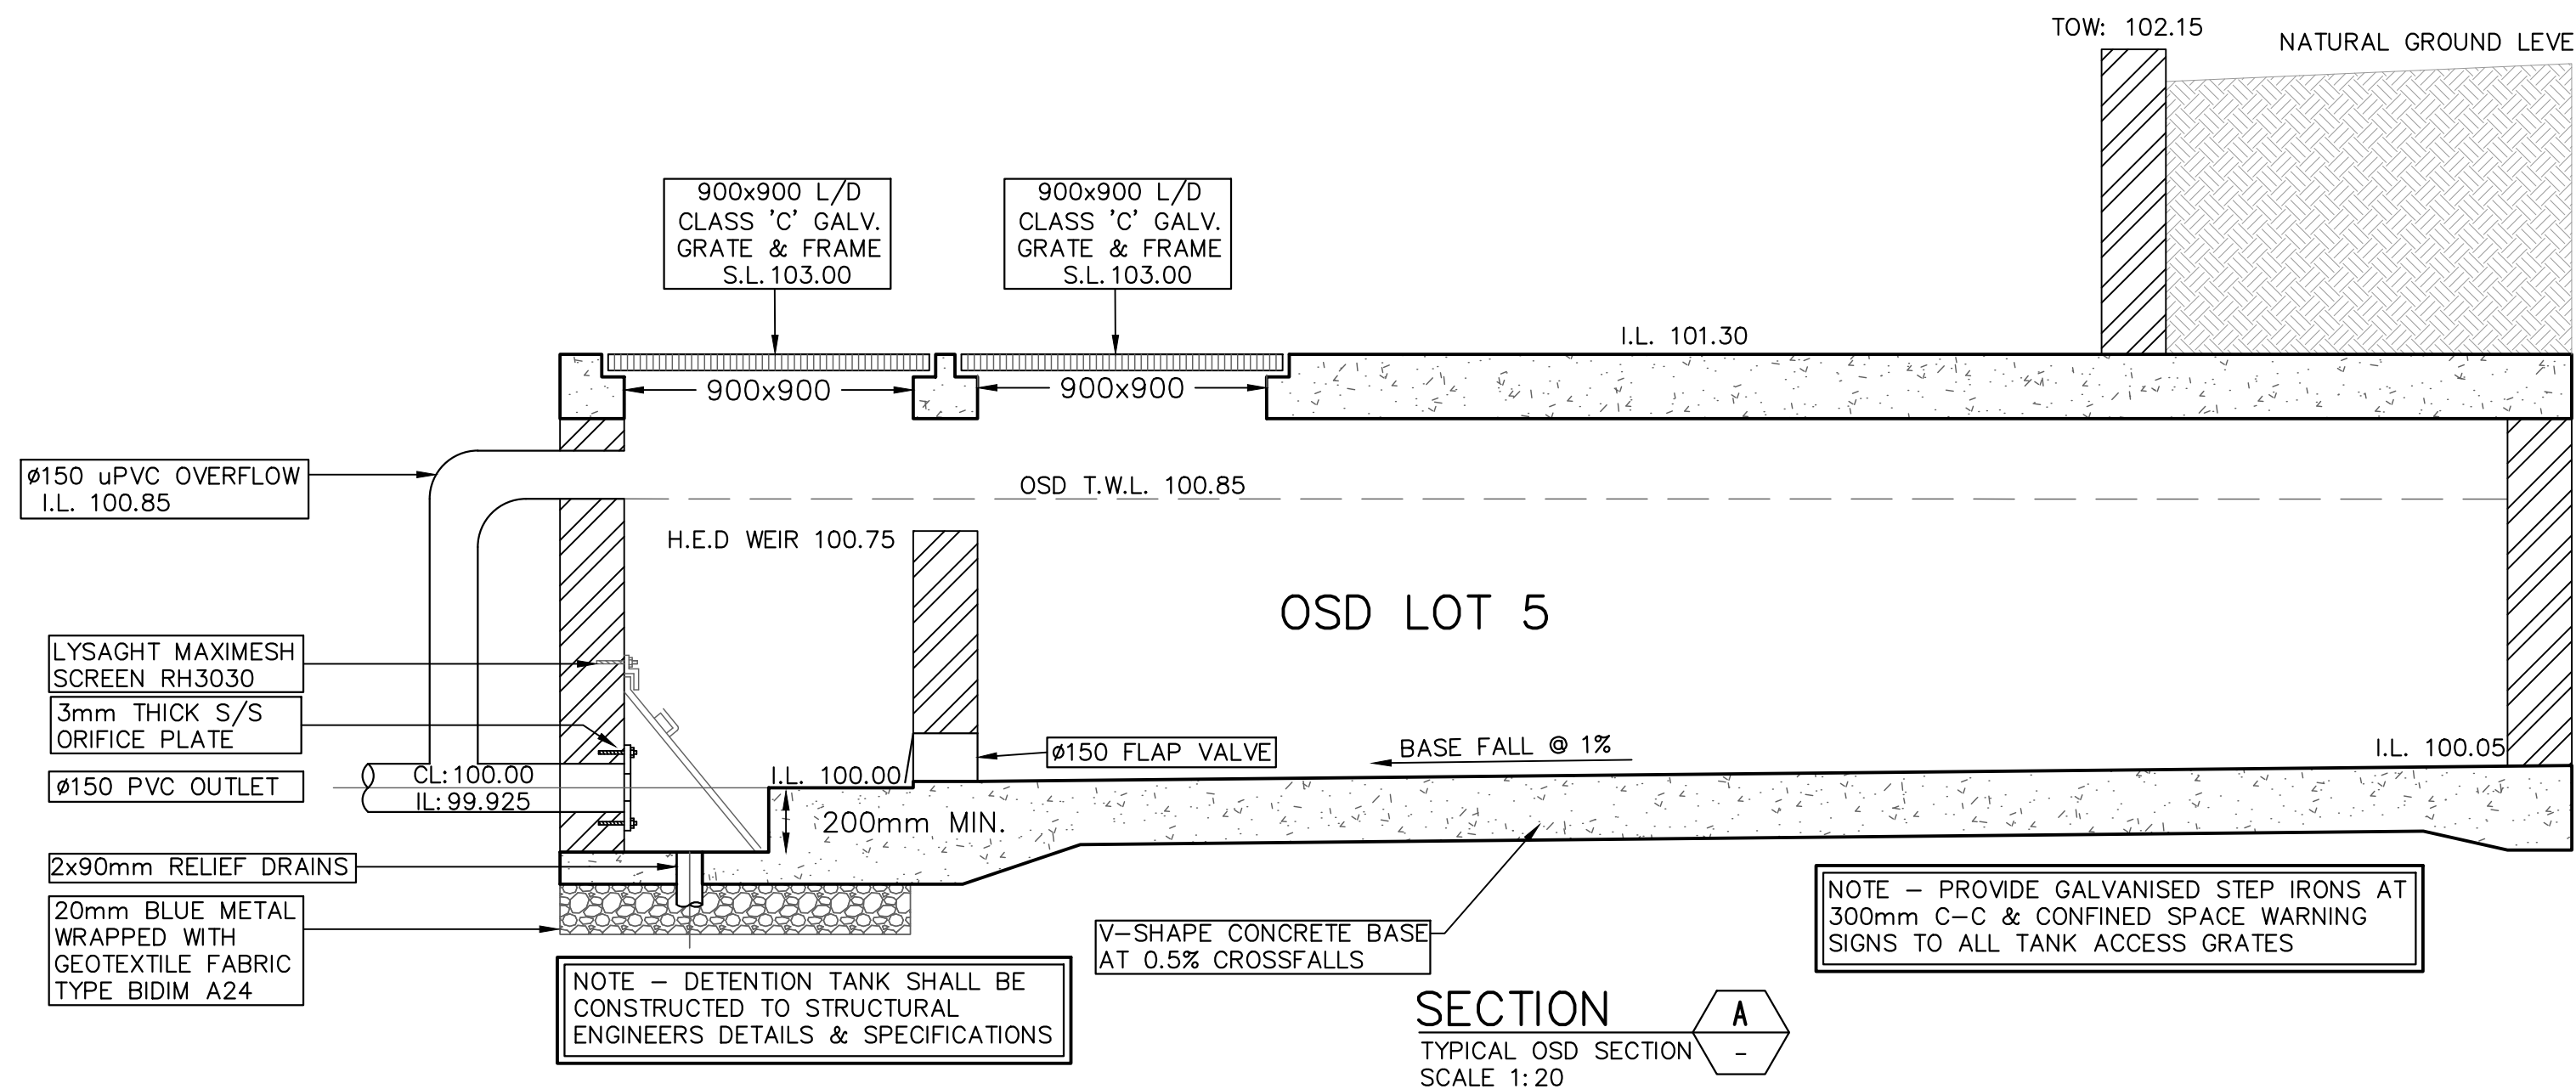 TOW: 102.15
NATURAL GROUND LEVE
900x900 L/D
CLASS 'C' GALV.
GRATE & FRAME
S.L. 103.00
900x900 L/D
CLASS 'C' GALV.
GRATE & FRAME
S.L. 103.00
I.L. 101.30
900x900
900x900
Ø150 uPVC OVERFLOW
I.L. 100.85
OSD T.W.L. 100.85
H.E.D WEIR 100.75
OSD LOT 5
LYSAGHT MAXIMESH
SCREEN RH3030
3mm THICK S/S
ORIFICE PLATE
Ø150 PVC OUTLET
CL: 100.00
IL: 99.925
I.L. 100.00
Ø150 FLAP VALVE
BASE FALL @ 1%
I.L. 100.05
200mm MIN.
2x90mm RELIEF DRAINS
20mm BLUE METAL
WRAPPED WITH
GEOTEXTILE FABRIC
TYPE BIDIM A24
V-SHAPE CONCRETE BASE
AT 0.5% CROSSFALLS
NOTE - PROVIDE GALVANISED STEP IRONS AT
300mm C-C & CONFINED SPACE WARNING
SIGNS TO ALL TANK ACCESS GRATES
NOTE - DETENTION TANK SHALL BE
CONSTRUCTED TO STRUCTURAL
ENGINEERS DETAILS & SPECIFICATIONS
SECTION
A
-
TYPICAL OSD SECTION
SCALE 1:20